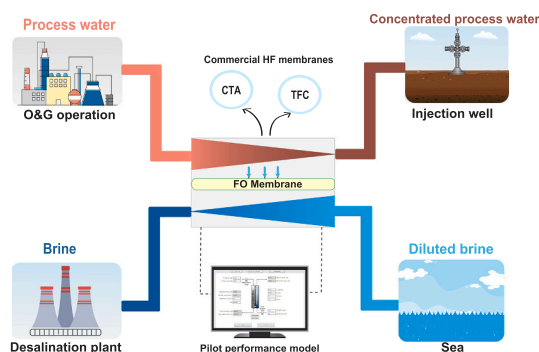 Process water
O&G operation
Commercial HF membranes
CTA
TFC
Concentrated process water
Injection well
FO Membrane
Brine
Desalination plant
Pilot performance model
Diluted brine
Sea